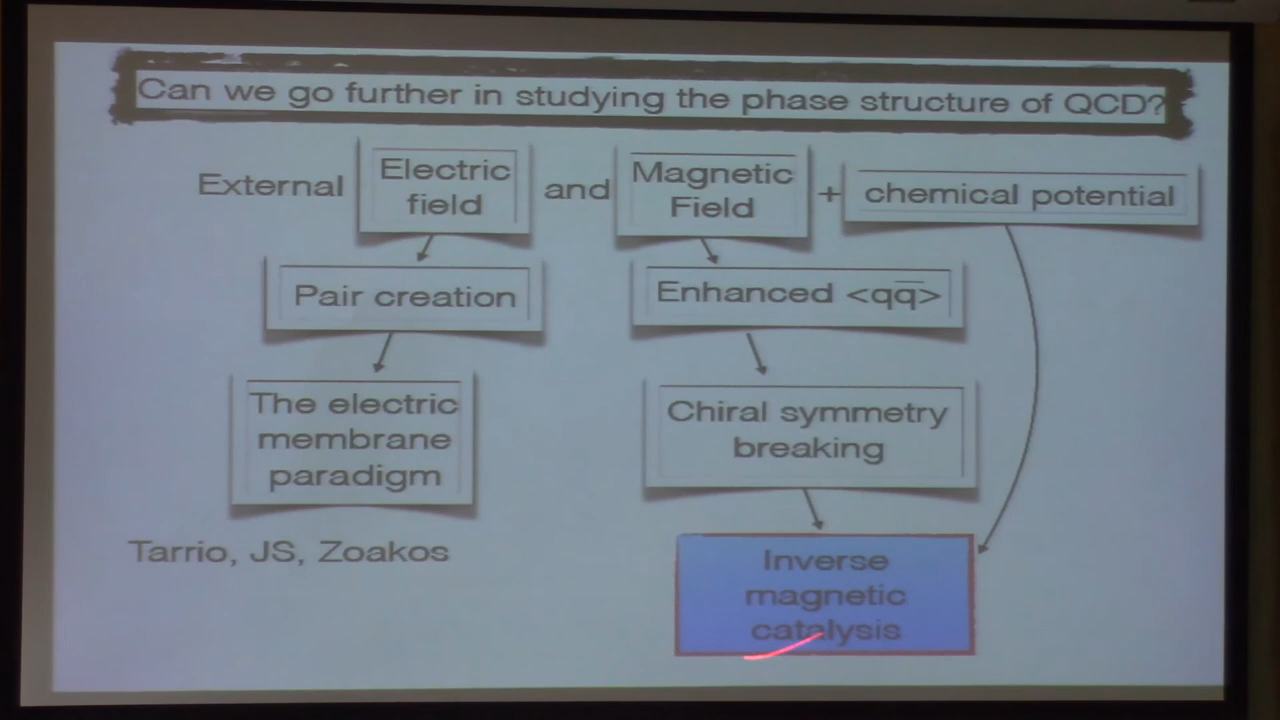 Can we go further in studying the phase structure of QCD?
External
Electric
field
and
Magnetic
Field
+
chemical potential
Pair creation
Enhanced <qq̅>
The electric
membrane
paradigm
Chiral symmetry
breaking
Tarrio, JS, Zoakos
Inverse
magnetic
catalysis